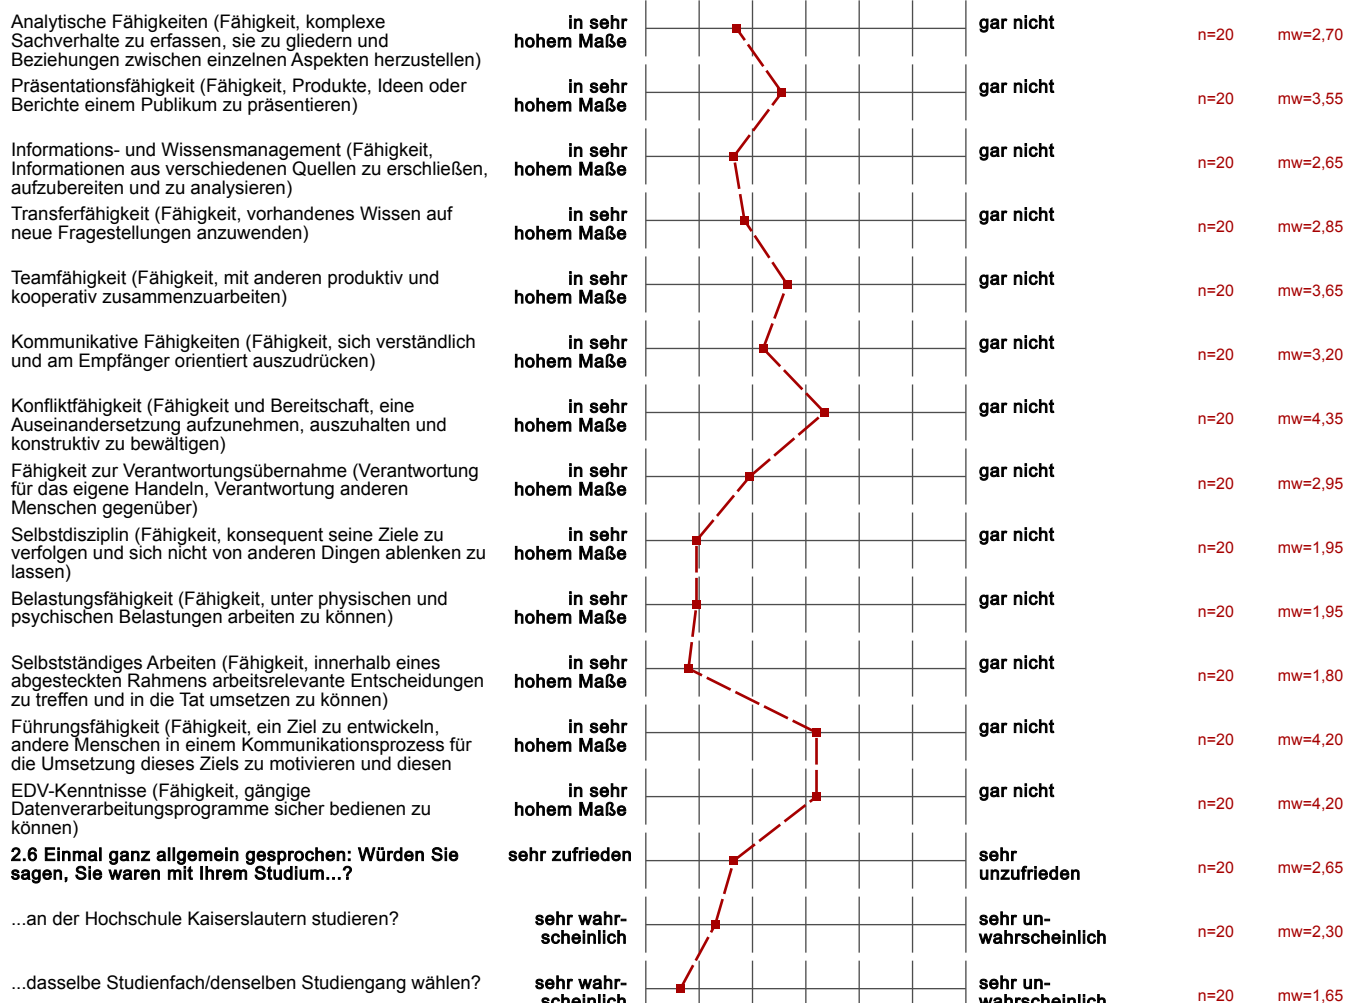 Analytische Fähigkeiten (Fähigkeit, komplexe
Sachverhalte zu erfassen, sie zu gliedern und
Beziehungen zwischen einzelnen Aspekten herzustellen)
in sehr
hohem Maße
gar nicht
n=20 mw=2,70
Präsentationsfähigkeit (Fähigkeit, Produkte, Ideen oder
Berichte einem Publikum zu präsentieren)
in sehr
hohem Maße
gar nicht
n=20 mw=3,55
Informations- und Wissensmanagement (Fähigkeit,
Informationen aus verschiedenen Quellen zu erschließen,
aufzubereiten und zu analysieren)
in sehr
hohem Maße
gar nicht
n=20 mw=2,65
Transferfähigkeit (Fähigkeit, vorhandenes Wissen auf
neue Fragestellungen anzuwenden)
in sehr
hohem Maße
gar nicht
n=20 mw=2,85
Teamfähigkeit (Fähigkeit, mit anderen produktiv und
kooperativ zusammenzuarbeiten)
in sehr
hohem Maße
gar nicht
n=20 mw=3,65
Kommunikative Fähigkeiten (Fähigkeit, sich verständlich
und am Empfänger orientiert auszudrücken)
in sehr
hohem Maße
gar nicht
n=20 mw=3,20
Konfliktfähigkeit (Fähigkeit und Bereitschaft, eine
Auseinandersetzung aufzunehmen, auszuhalten und
konstruktiv zu bewältigen)
in sehr
hohem Maße
gar nicht
n=20 mw=4,35
Fähigkeit zur Verantwortungsübernahme (Verantwortung
für das eigene Handeln, Verantwortung anderen
Menschen gegenüber)
in sehr
hohem Maße
gar nicht
n=20 mw=2,95
Selbstdisziplin (Fähigkeit, konsequent seine Ziele zu
verfolgen und sich nicht von anderen Dingen ablenken zu
lassen)
in sehr
hohem Maße
gar nicht
n=20 mw=1,95
Belastungsfähigkeit (Fähigkeit, unter physischen und
psychischen Belastungen arbeiten zu können)
in sehr
hohem Maße
gar nicht
n=20 mw=1,95
Selbstständiges Arbeiten (Fähigkeit, innerhalb eines
abgesteckten Rahmens arbeitsrelevante Entscheidungen
zu treffen und in die Tat umsetzen zu können)
in sehr
hohem Maße
gar nicht
n=20 mw=1,80
Führungsfähigkeit (Fähigkeit, ein Ziel zu entwickeln,
andere Menschen in einem Kommunikationsprozess für
die Umsetzung dieses Ziels zu motivieren und diesen
in sehr
hohem Maße
gar nicht
n=20 mw=4,20
EDV-Kenntnisse (Fähigkeit, gängige
Datenverarbeitungsprogramme sicher bedienen zu
können)
in sehr
hohem Maße
gar nicht
n=20 mw=4,20
2.6 Einmal ganz allgemein gesprochen: Würden Sie
sagen, Sie waren mit Ihrem Studium...?
sehr zufrieden
sehr
unzufrieden
n=20 mw=2,65
...an der Hochschule Kaiserslautern studieren?
sehr wahr-
scheinlich
sehr un-
wahrscheinlich
n=20 mw=2,30
...dasselbe Studienfach/denselben Studiengang wählen?
sehr wahr-
scheinlich
sehr un-
wahrscheinlich
n=20 mw=1,65